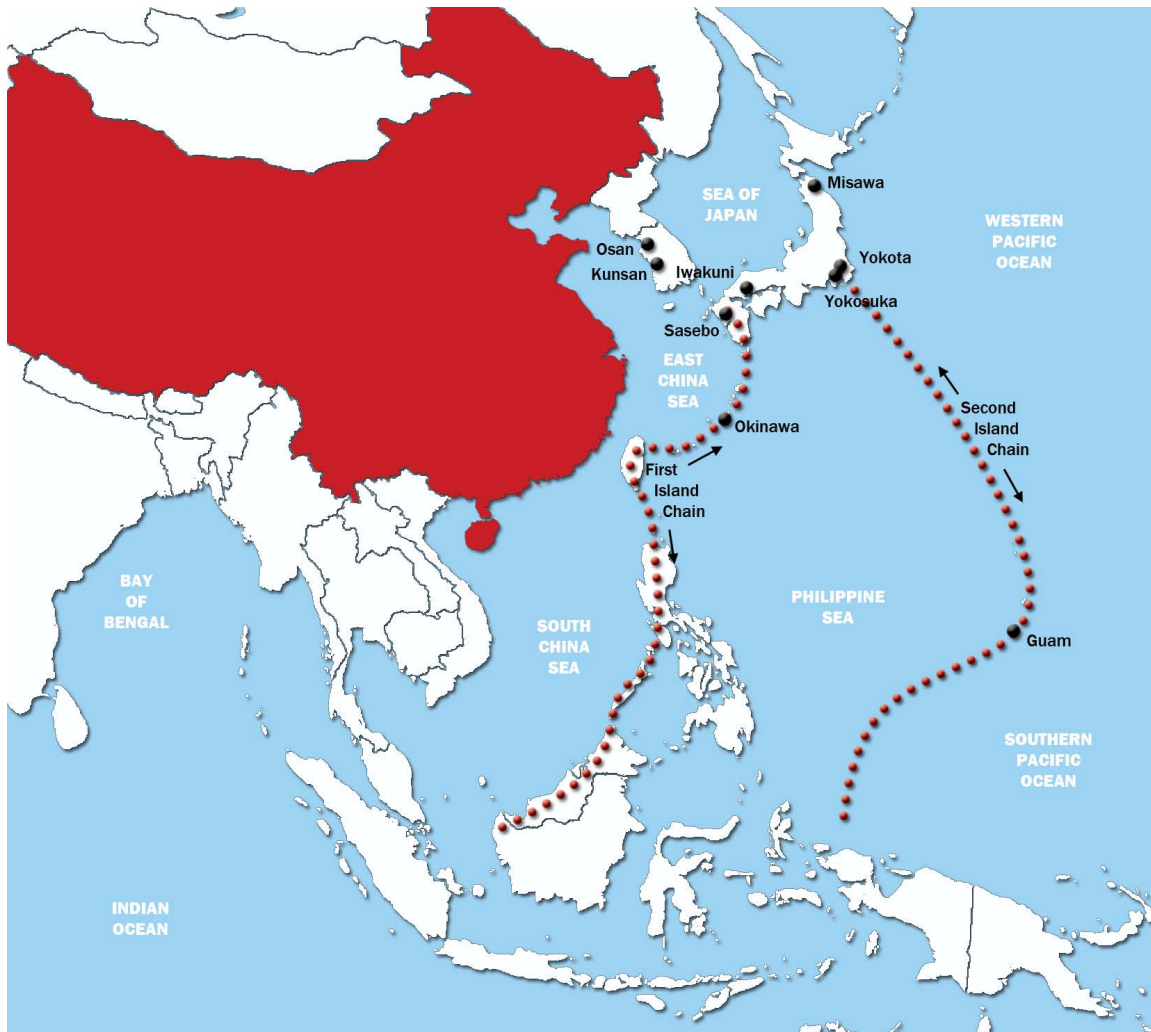 Misawa
SEA OF
JAPAN
WESTERN
PACIFIC
OCEAN
Osan
Kunsan
Iwakuni
Yokota
Yokosuka
Sasebo
EAST
CHINA
SEA
Second
Island
Chain
Okinawa
First
Island
Chain
BAY
OF
BENGAL
PHILIPPINE
SEA
SOUTH
CHINA
SEA
Guam
SOUTHERN
PACIFIC
OCEAN
INDIAN
OCEAN